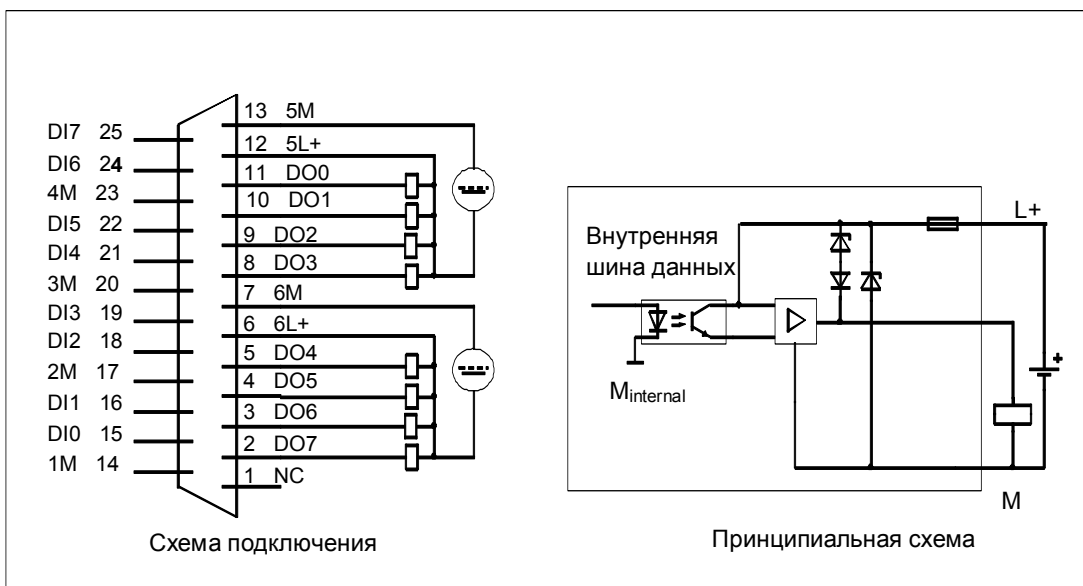 DI7 25
DI6 24
4M 23
DI5 22
DI4 21
3M 20
DI3 19
DI2 18
2M 17
DI1 16
DI0 15
1M 14
13 5M
12 5L+
11 DO0
10 DO1
9 DO2
8 DO3
7 6M
6 6L+
5 DO4
4 DO5
3 DO6
2 DO7
1 NC
Схема подключения
Внутренняя
шина данных
Minternal
L+
+
M
Принципиальная схема